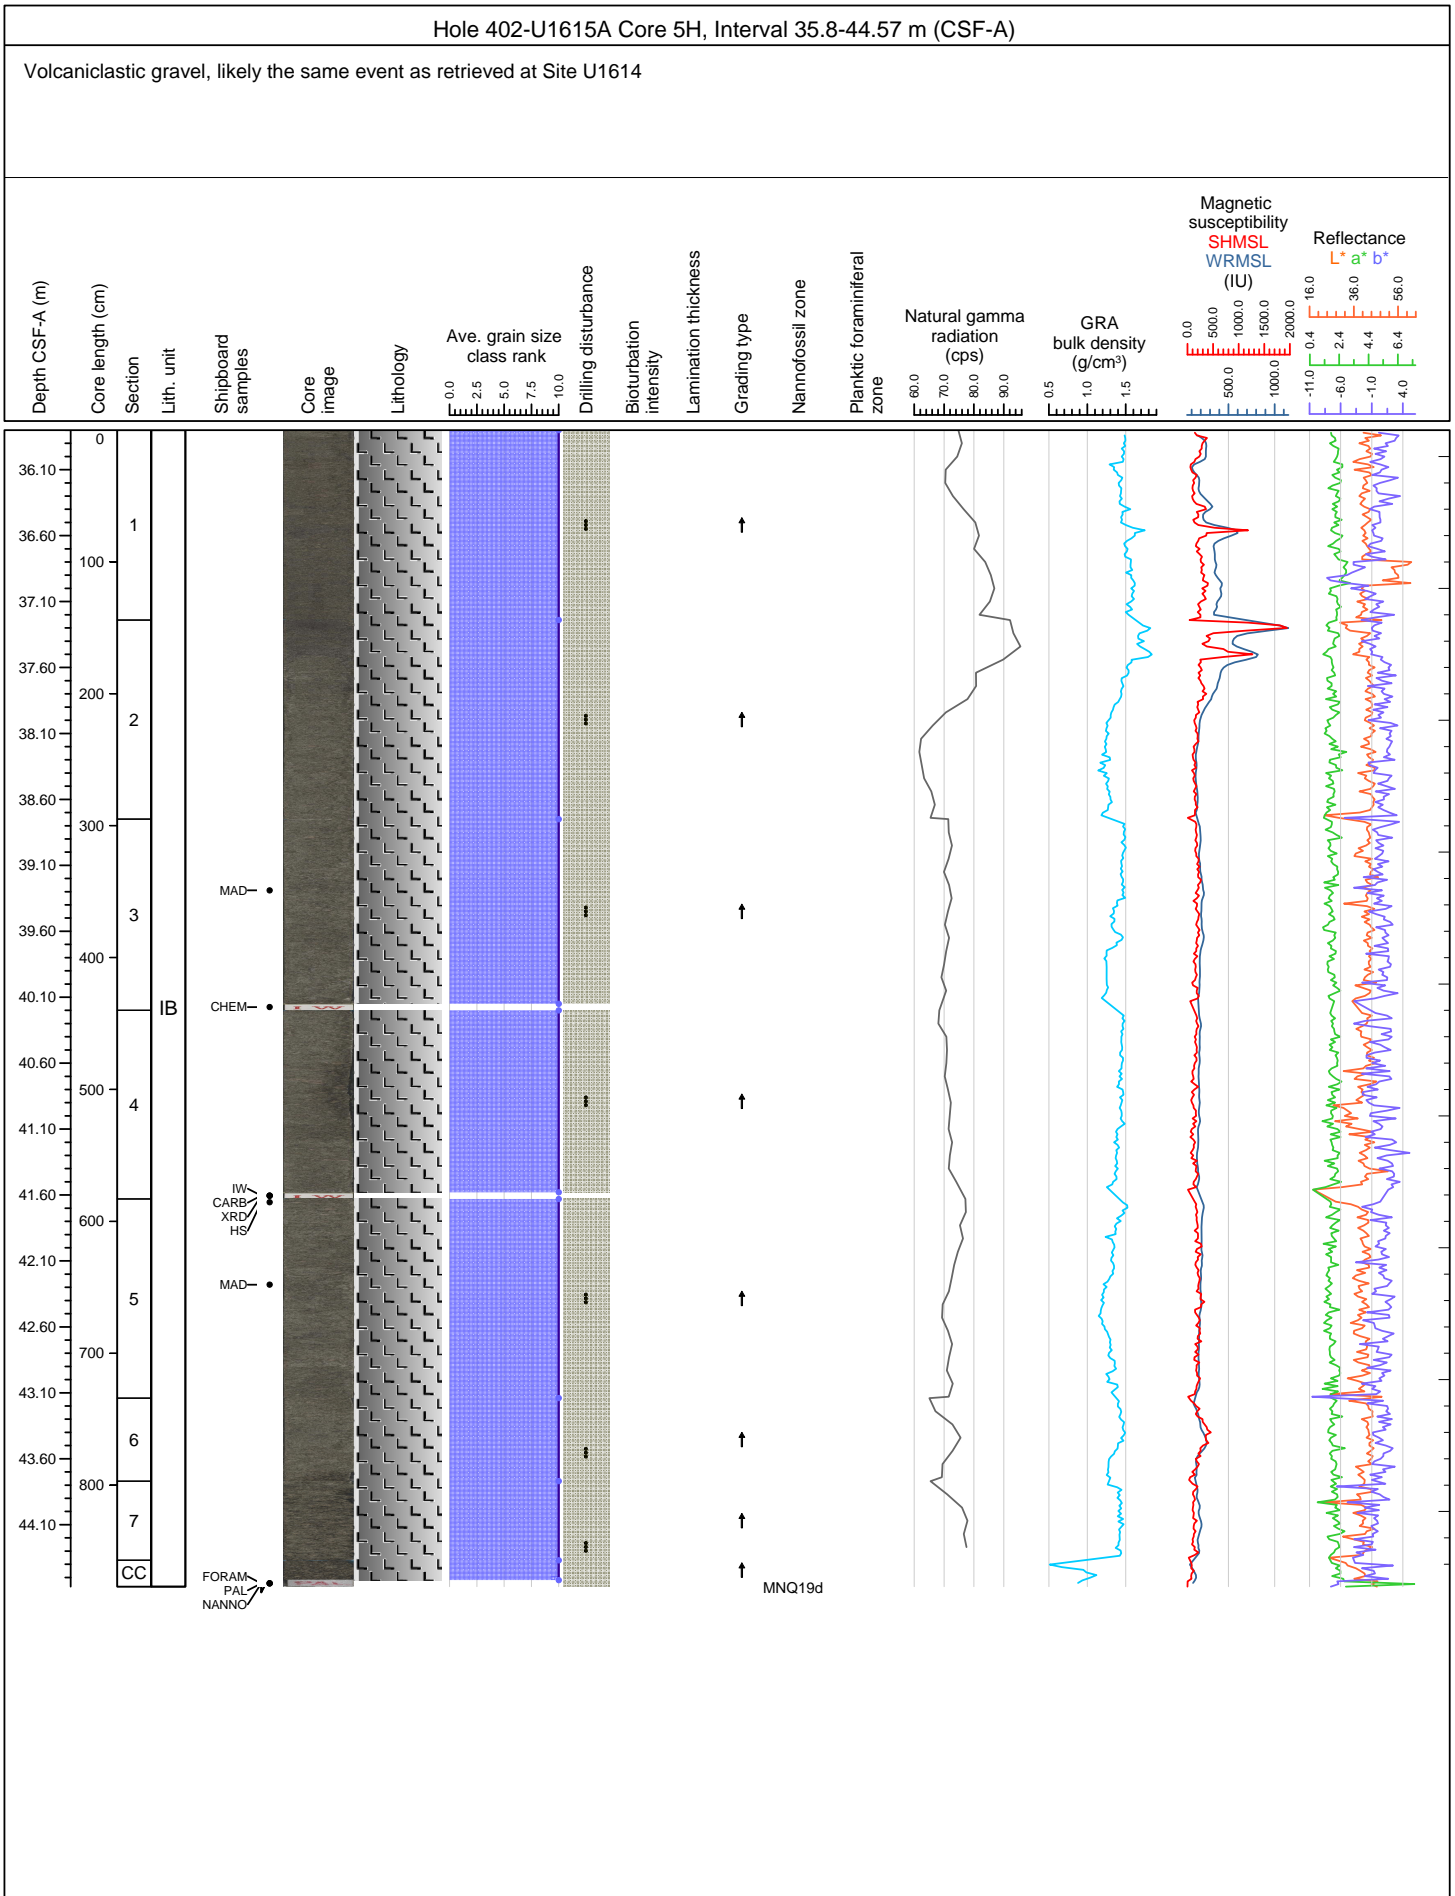 Hole 402-U1615A Core 5H, Interval 35.8-44.57 m (CSF-A)
Volcaniclastic gravel, likely the same event as retrieved at Site U1614
Depth CSF-A (m)
Core length (cm)
Section
Lith. unit
Shipboard
samples
Core
image
Lithology
Ave. grain size
class rank
0.0
2.5
5.0
7.5
10.0
Drilling disturbance
Bioturbation
intensity
Lamination thickness
Grading type
Nannofossil zone
Planktic foraminiferal
zone
Natural gamma
radiation
(cps)
60.0
70.0
80.0
90.0
GRA
bulk density
(g/cm³)
0.5
1.0
1.5
Magnetic
susceptibility
SHMSL
WRMSL
(IU)
0.0
500.0
1000.0
1500.0
2000.0
500.0
1000.0
Reflectance
L* a* b*
16.0
36.0
56.0
0.4
2.4
4.4
6.4
-11.0
-6.0
-1.0
4.0
36.10
36.60
37.10
37.60
38.10
38.60
39.10
39.60
40.10
40.60
41.10
41.60
42.10
42.60
43.10
43.60
44.10
0
100
200
300
400
500
600
700
800
1
2
3
4
5
6
7
CC
IB
MAD
CHEM
IW
CARB
XRD
HS
MAD
FORAM
PAL
NANNO
I W
I W
PAL
MNQ19d